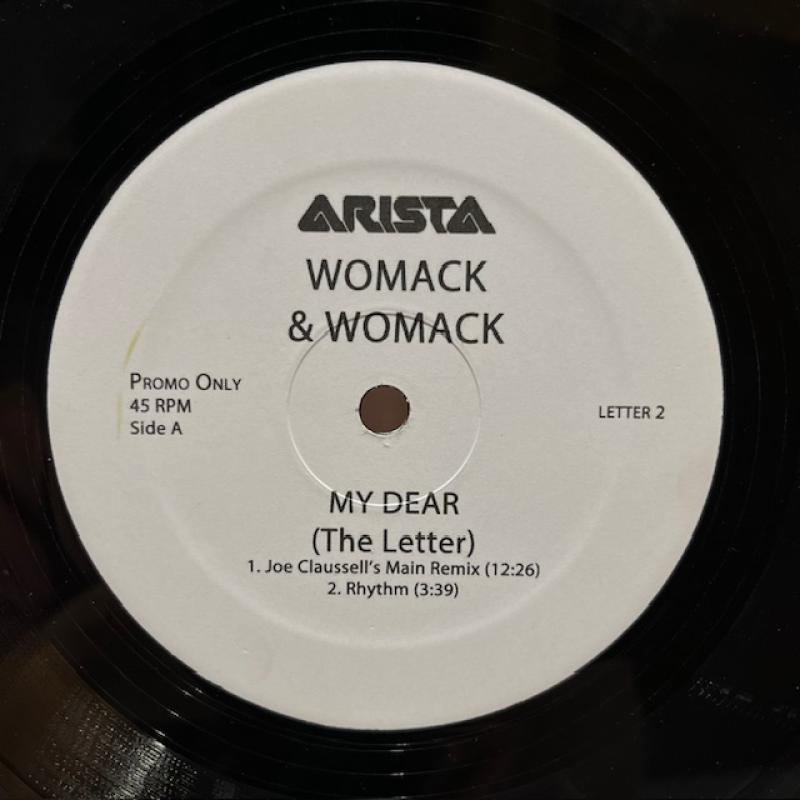 ARISTA
WOMACK
& WOMACK
PROMO ONLY
45 RPM
Side A
LETTER 2
MY DEAR
(The Letter)
1. Joe Claussell's Main Remix (12:26)
2. Rhythm (3:39)